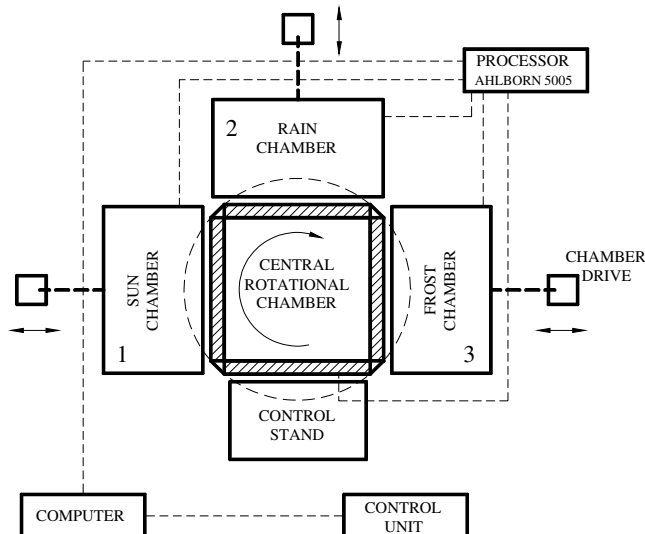 PROCESSOR
AHLBORN 5005
2
RAIN
CHAMBER
SUN
CHAMBER
1
CENTRAL
ROTATIONAL
CHAMBER
FROST
CHAMBER
3
CHAMBER
DRIVE
CONTROL
STAND
COMPUTER
CONTROL
UNIT